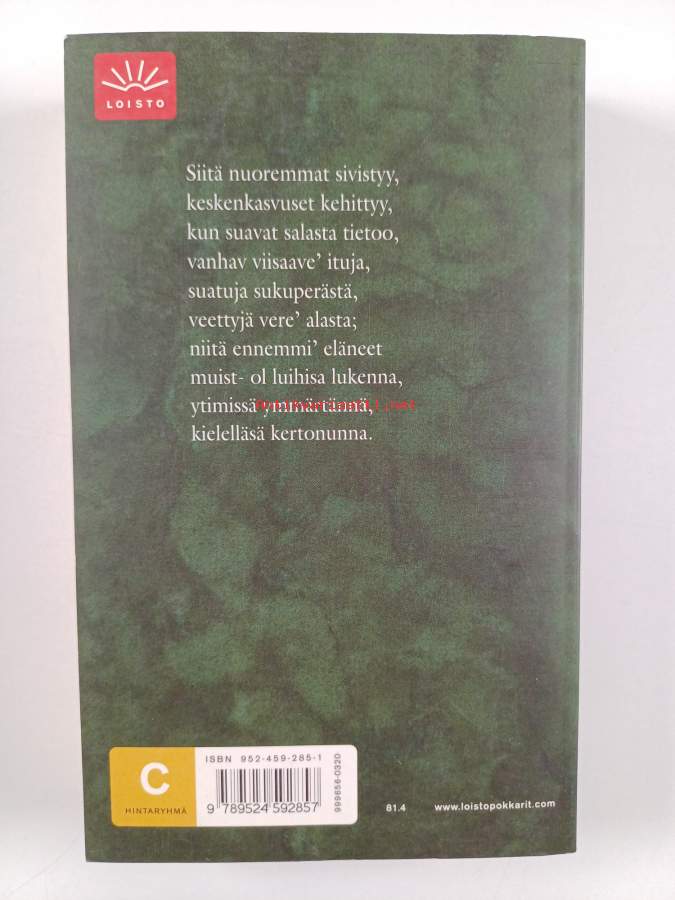 LOISTO
Siitä nuoremmat sivistyy,
keskenkasvuset kehittyy,
kun suavat salasta tietoo,
vanhav viisaave’ ituja,
suatuja sukuperästä,
veettyjä vere’ alasta;
niitä ennemmi’ eläneet
muist- ol luihisa lukenna,
ytimissä ymmärtännä,
kielelläsä kertonunna.
C
HINTARYHMÄ
ISBN 952-459-285-1
9 789524 592857
999656-0320
81.4
www.loistopokkarit.com